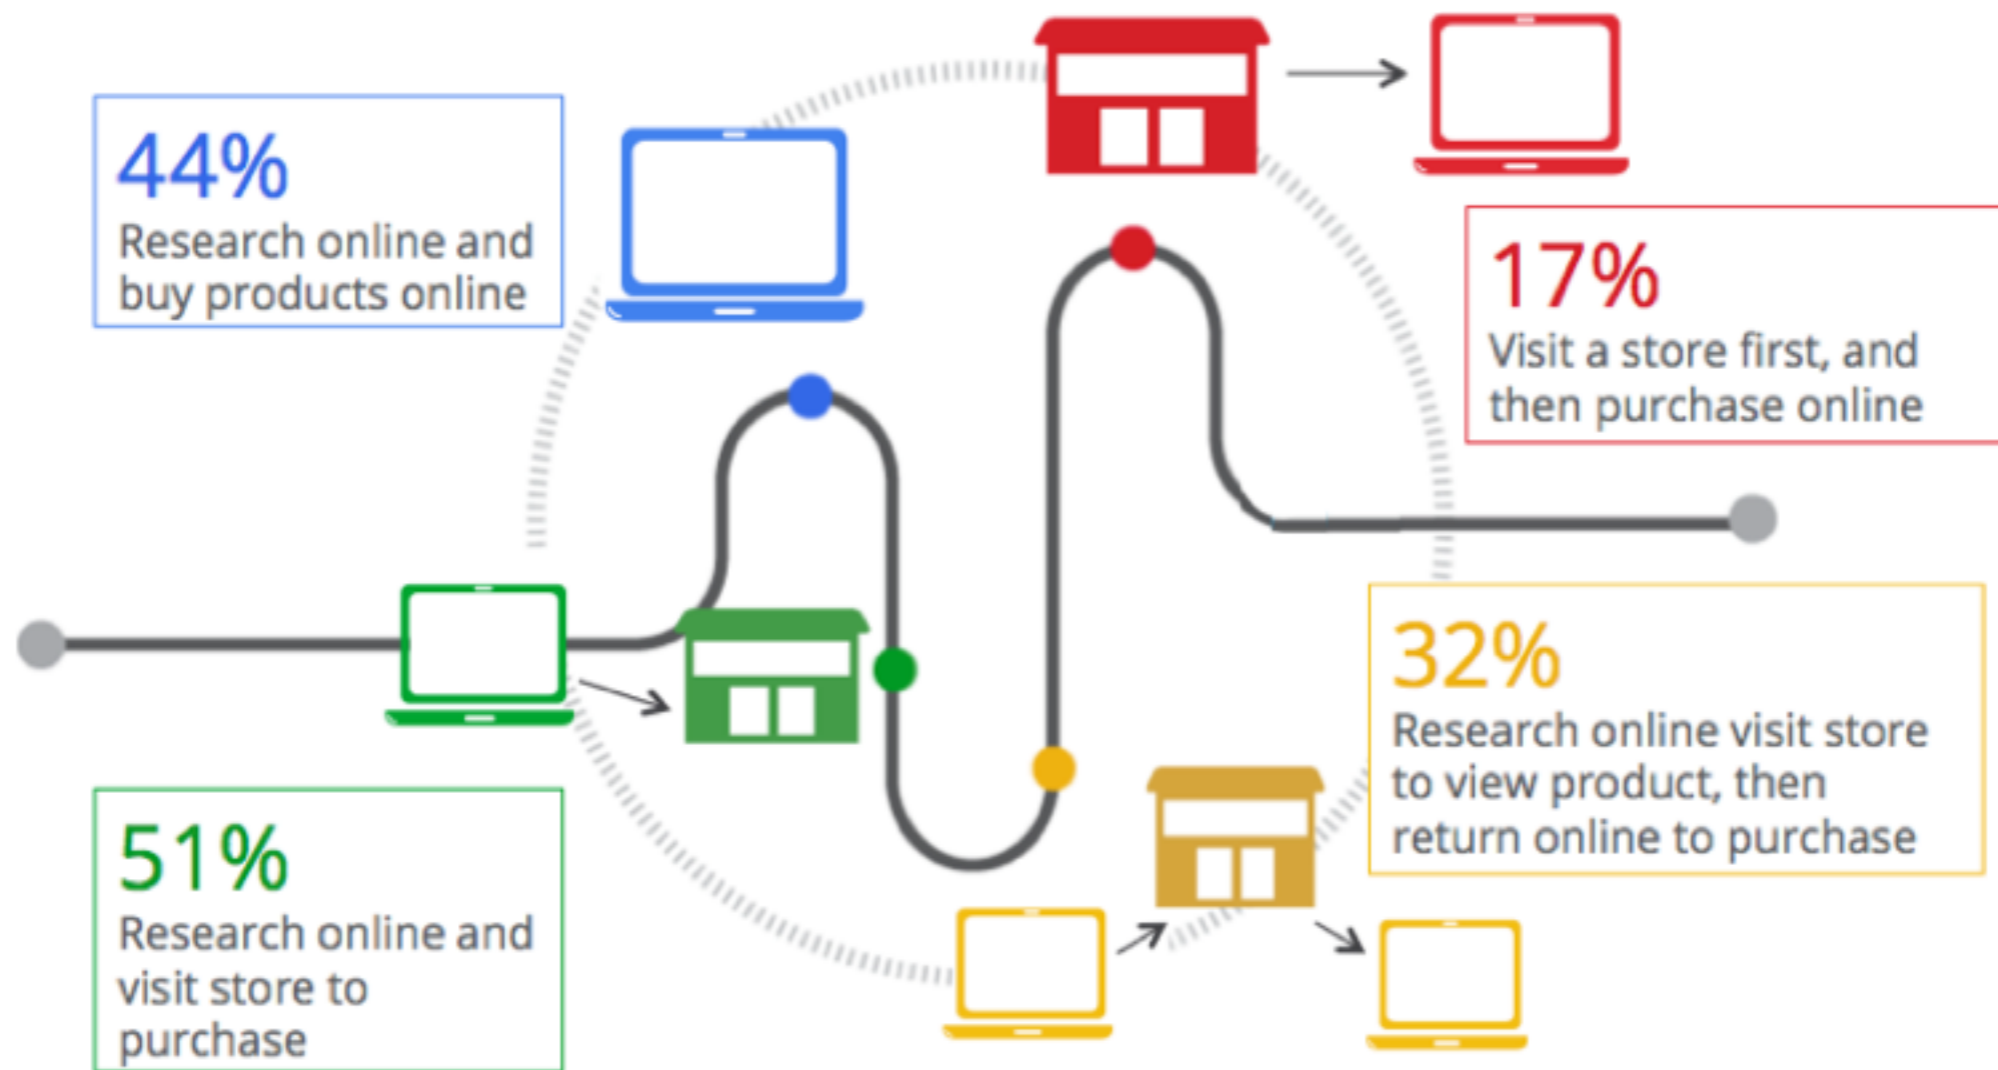 44%
Research online and
buy products online
17%
Visit a store first, and
then purchase online
51%
Research online and
visit store to
purchase
32%
Research online visit store
to view product, then
return online to purchase